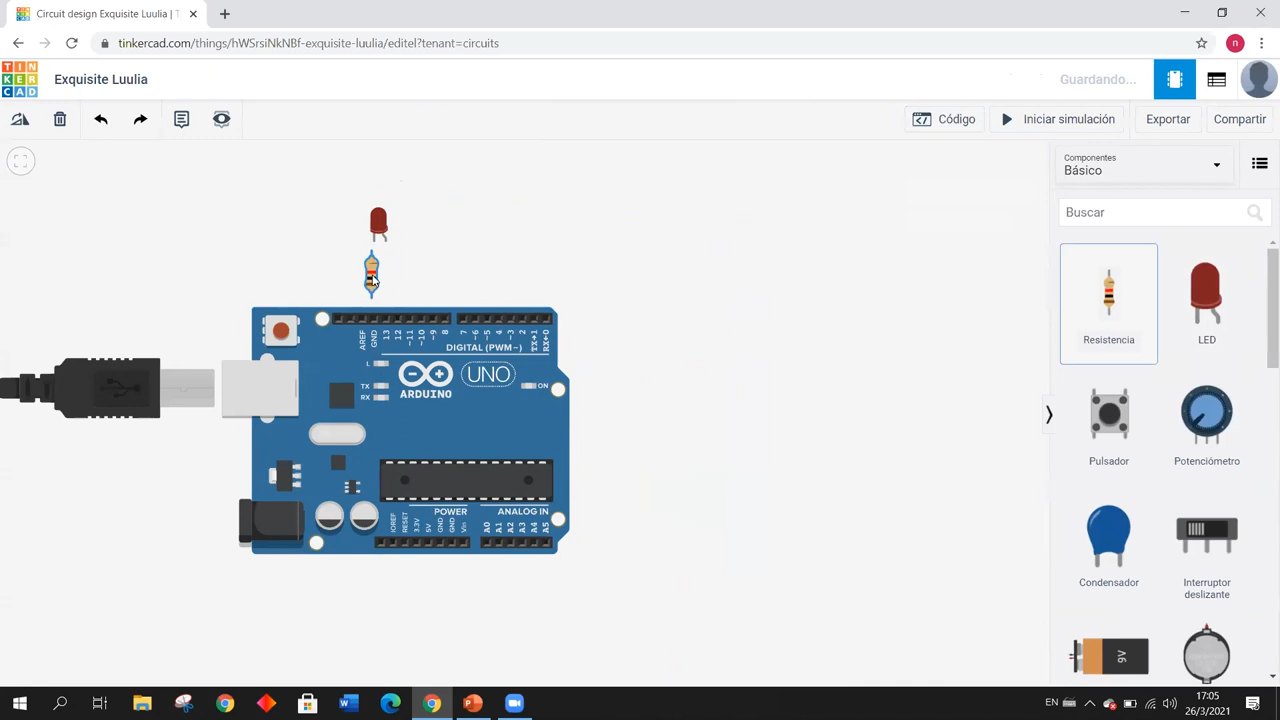 Circuit design Exquisite Luulia | T
tinkercad.com/things/hWSrsiNkNBf-exquisite-luulia/editel?tenant=circuits
n
TIN
KER
CAD
Exquisite Luulia
Guardando...
Código
Iniciar simulación
Exportar
Compartir
Componentes
Básico
Buscar
Resistencia
LED
Pulsador
Potenciómetro
Condensador
Interruptor
deslizante
9V
AREF
GND
13
12
~11
~10
~9
8
7
~6
~5
4
~3
2
TX→1
RX←0
DIGITAL (PWM~)
L
TX
RX
ARDUINO
UNO
ON
POWER
ANALOG IN
IOREF
RESET
3.3V
5V
GND
GND
Vin
A0
A1
A2
A3
A4
A5
EN
17:05
26/3/2021